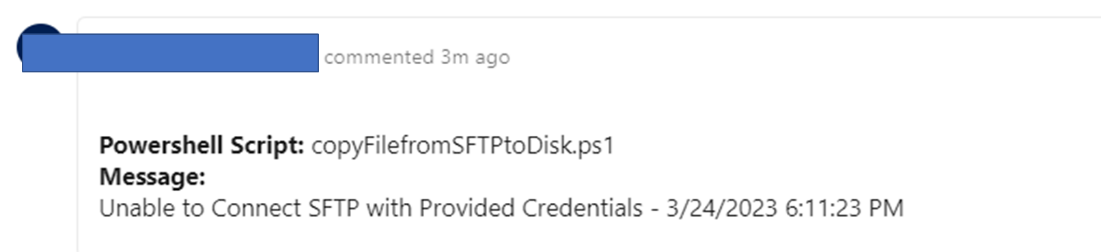 commented 3m ago
Powershell Script: copyFilefromSFTPtoDisk.ps1
Message:
Unable to Connect SFTP with Provided Credentials - 3/24/2023 6:11:23 PM